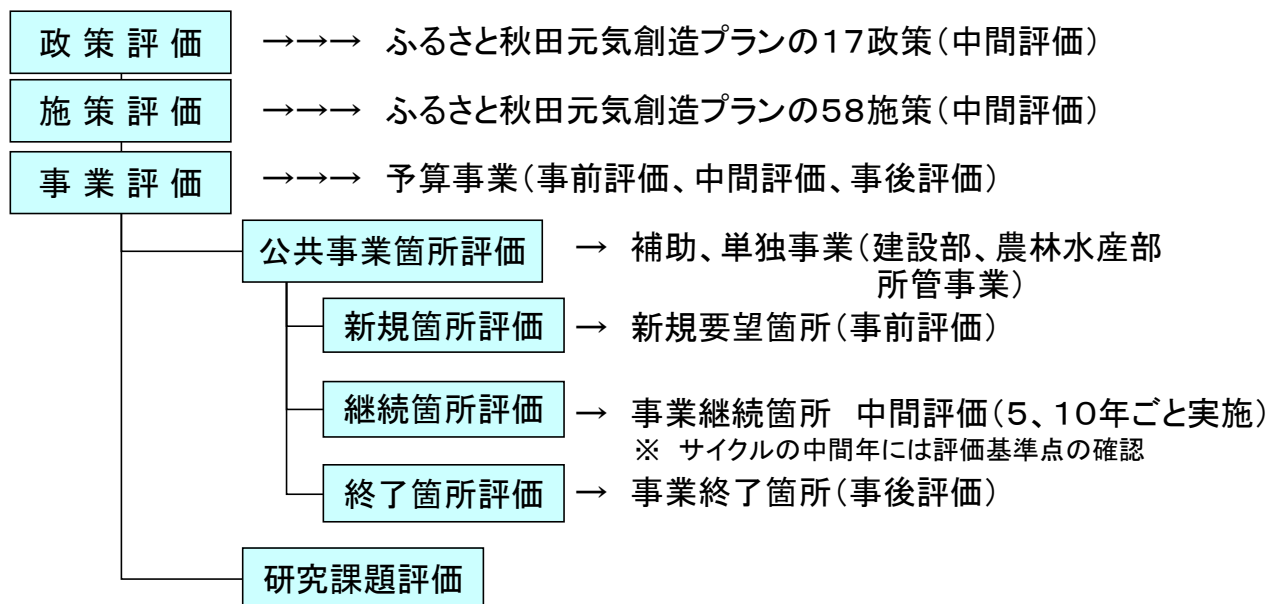 政策評価 →→→ ふるさと秋田元気創造プランの17政策(中間評価)
施策評価 →→→ ふるさと秋田元気創造プランの58施策(中間評価)
事業評価 →→→ 予算事業(事前評価、中間評価、事後評価)
公共事業箇所評価 → 補助、単独事業(建設部、農林水産部
所管事業)
新規箇所評価 → 新規要望箇所(事前評価)
継続箇所評価 → 事業継続箇所 中間評価(5、10年ごと実施)
※ サイクルの中間年には評価基準点の確認
終了箇所評価 → 事業終了箇所(事後評価)
研究課題評価